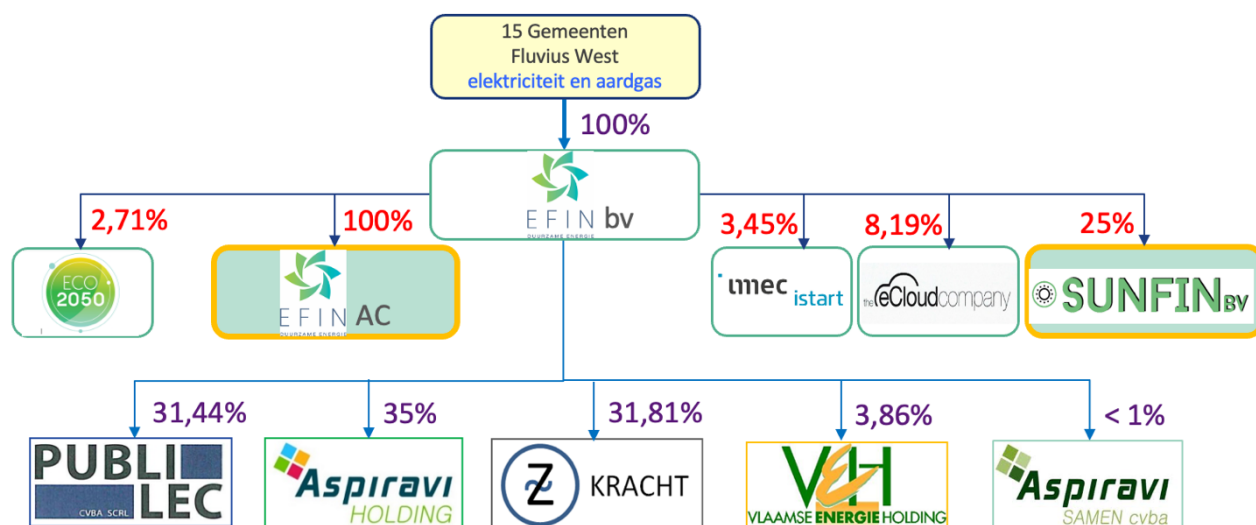 15 Gemeenten
Fluvius West
elektriciteit en aardgas
100%
EFIN bv
DUURZAME ENERGIE
2,71%
100%
3,45%
8,19%
25%
ECO
2050
EFIN AC
DUURZAME ENERGIE
imec istart
the eCloudcompany
SUNFIN BV
31,44%
35%
31,81%
3,86%
< 1%
PUBLI
LEC
CVBA SCRL
Aspiravi
HOLDING
Z KRACHT
VEH
VLAAMSE ENERGIE HOLDING
Aspiravi
SAMEN cvba